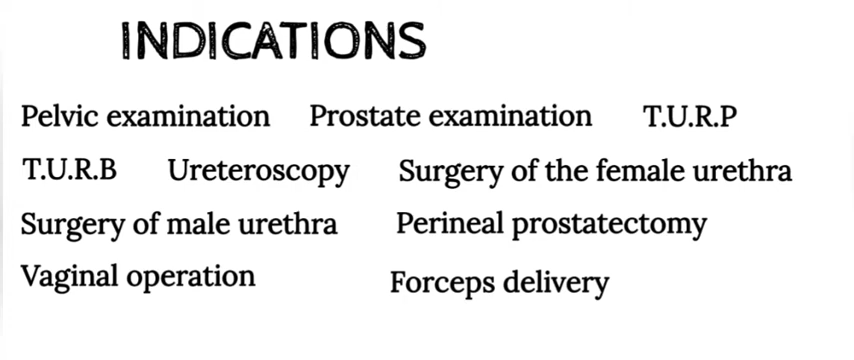 INDICATIONS
Pelvic examination Prostate examination T.U.R.P
T.U.R.B Ureteroscopy Surgery of the female urethra
Surgery of male urethra Perineal prostatectomy
Vaginal operation Forceps delivery